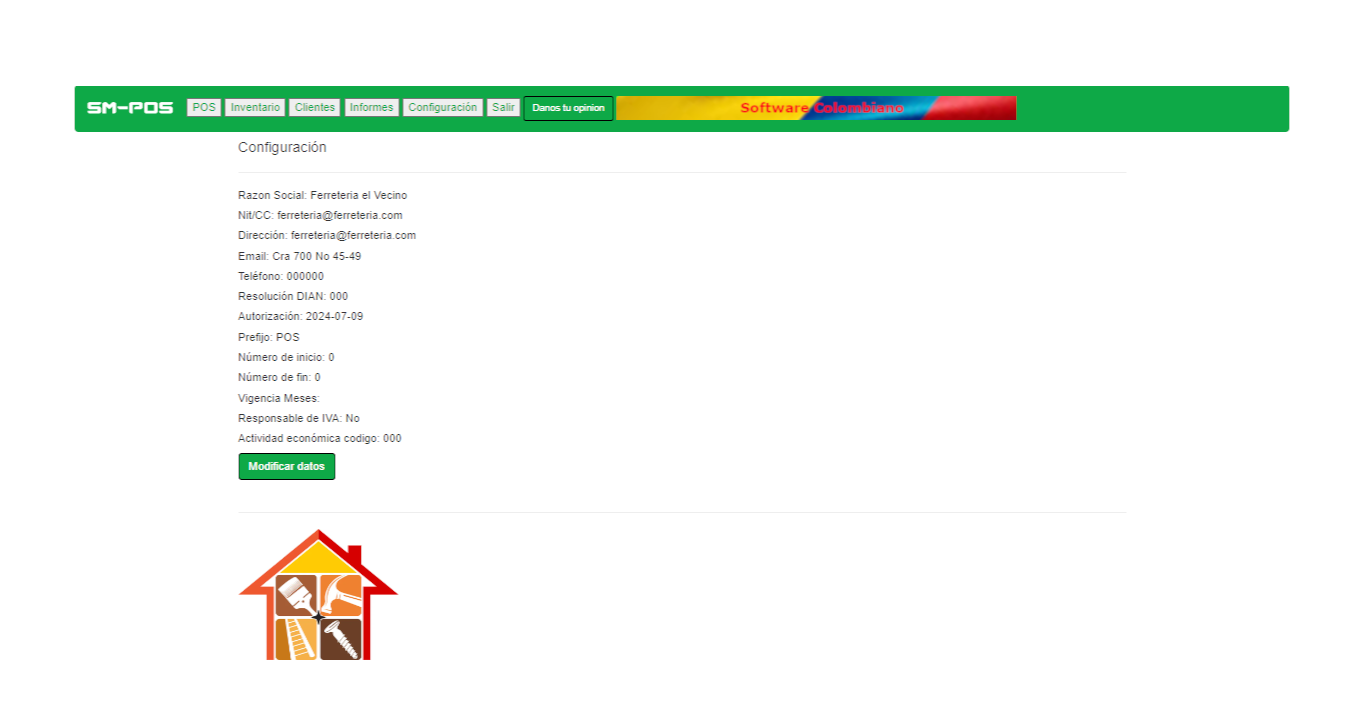 SM-POS POS Inventario Clientes Informes Configuración Salir Danos tu opinion Software Colombiano
Configuración
Razon Social: Ferreteria el Vecino
Nit/CC: ferreteria@ferreteria.com
Dirección: ferreteria@ferreteria.com
Email: Cra 700 No 45-49
Teléfono: 000000
Resolución DIAN: 000
Autorización: 2024-07-09
Prefijo: POS
Número de inicio: 0
Número de fin: 0
Vigencia Meses:
Responsable de IVA: No
Actividad económica codigo: 000
Modificar datos